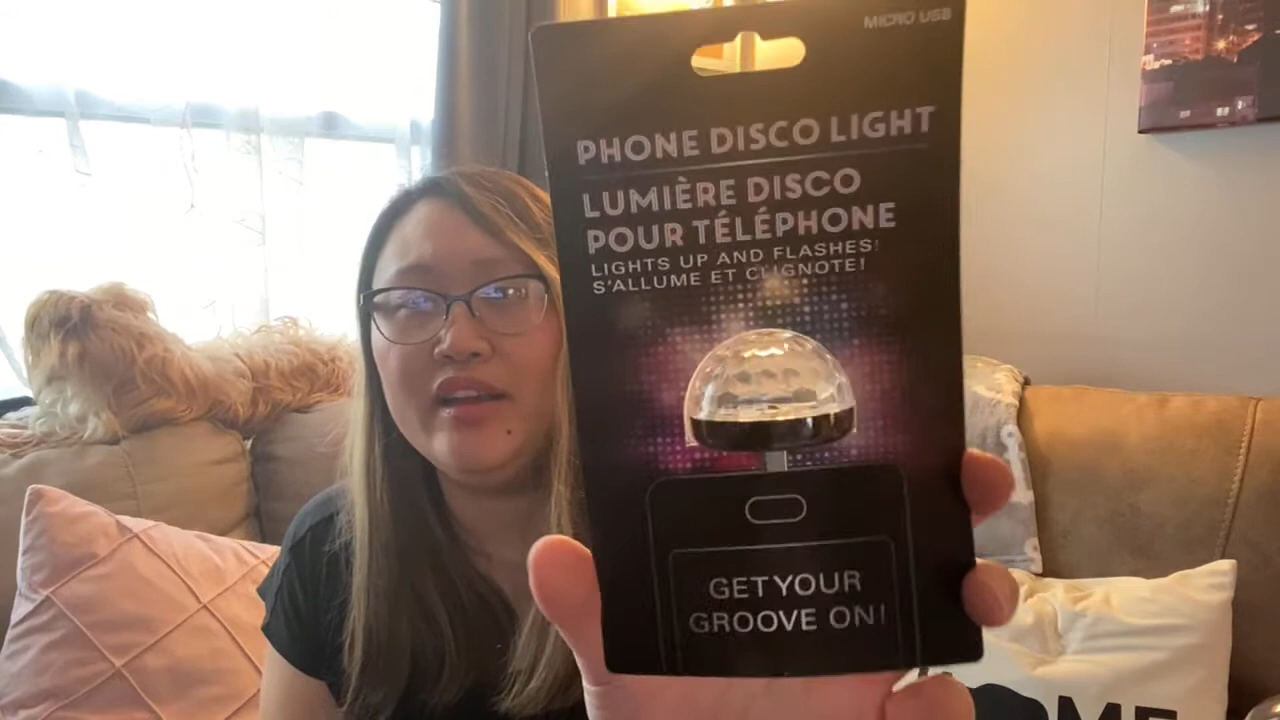 MICRO USB
PHONE DISCO LIGHT
LUMIÈRE DISCO
POUR TÉLÉPHONE
LIGHTS UP AND FLASHES!
S'ALLUME ET CLIGNOTE!
GET YOUR
GROOVE ON!